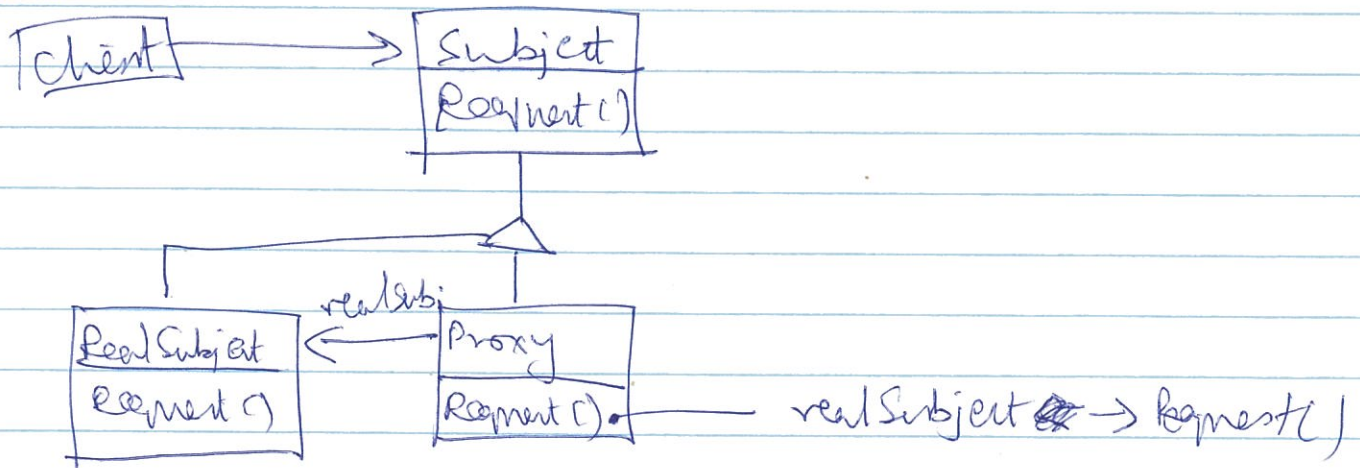 Client
Subject
Request()
realSubj
RealSubject
Request()
Proxy
Request()
realSubject → Request()